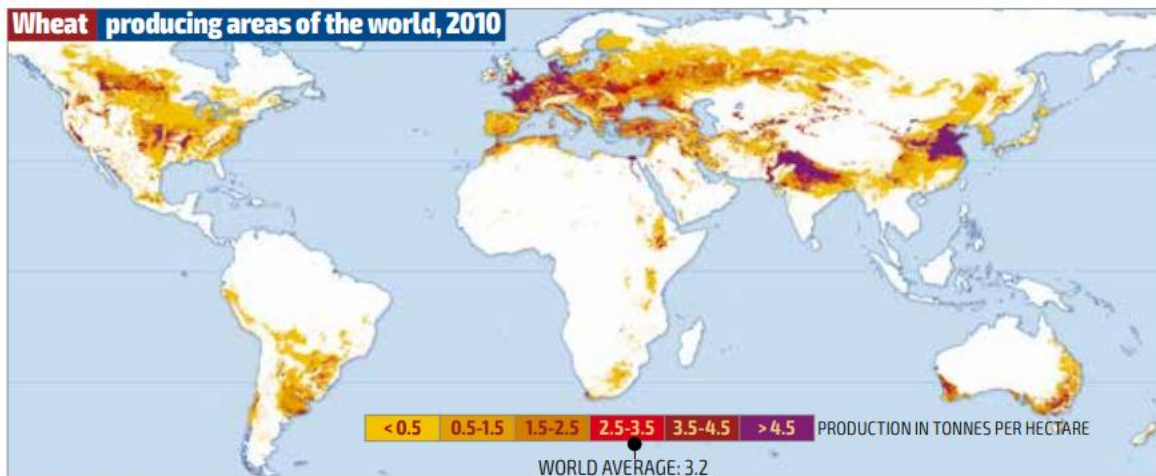 Wheat producing areas of the world, 2010
< 0.5 0.5-1.5 1.5-2.5 2.5-3.5 3.5-4.5 > 4.5 PRODUCTION IN TONNES PER HECTARE
WORLD AVERAGE: 3.2